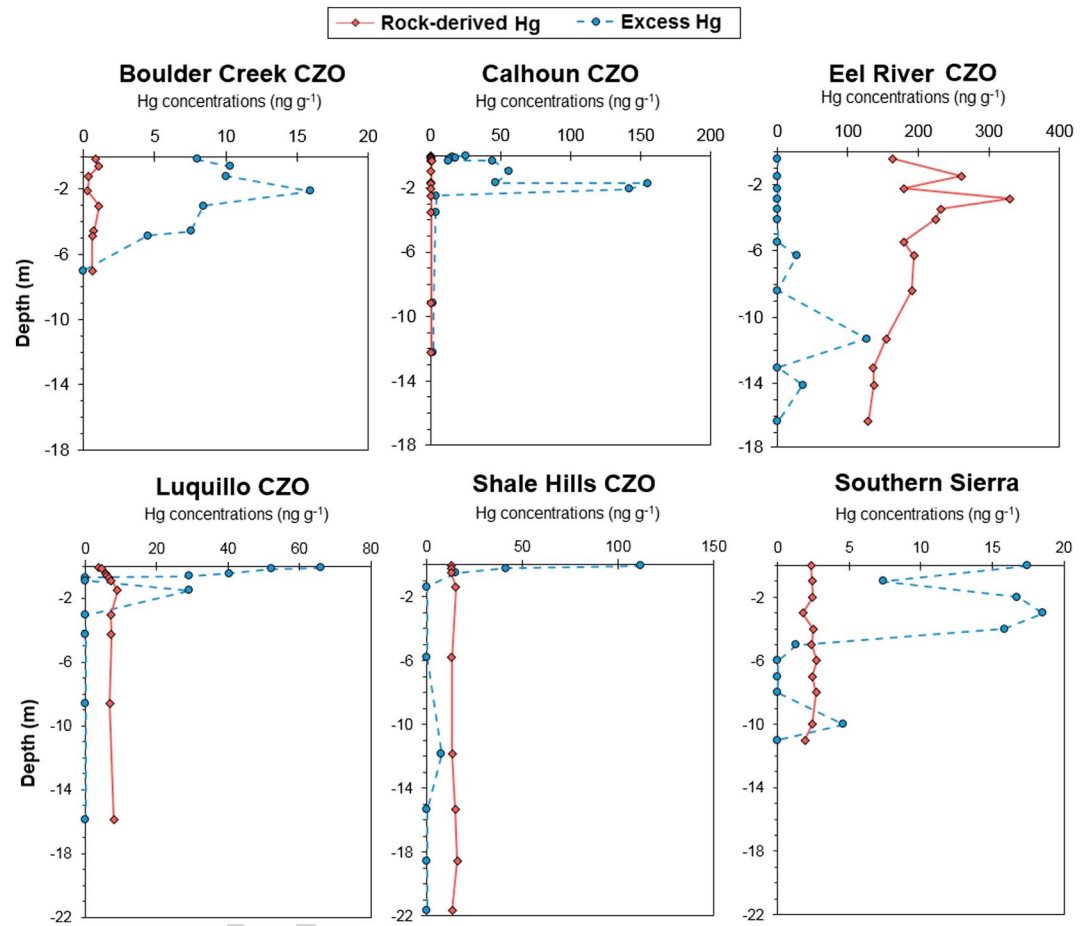 Rock-derived Hg Excess Hg
Boulder Creek CZO
Hg concentrations (ng g⁻¹)
0 5 10 15 20
-2
-6
-10
-14
-18
Depth (m)
Calhoun CZO
Hg concentrations (ng g⁻¹)
0 50 100 150 200
-2
-6
-10
-14
-18
Eel River CZO
Hg concentrations (ng g⁻¹)
0 100 200 300 400
-2
-6
-10
-14
-18
Luquillo CZO
Hg concentrations (ng g⁻¹)
0 20 40 60 80
-2
-6
-10
-14
-18
-22
Depth (m)
Shale Hills CZO
Hg concentrations (ng g⁻¹)
0 50 100 150
-2
-6
-10
-14
-18
-22
Southern Sierra
Hg concentrations (ng g⁻¹)
0 5 10 15 20
-2
-6
-10
-14
-18
-22